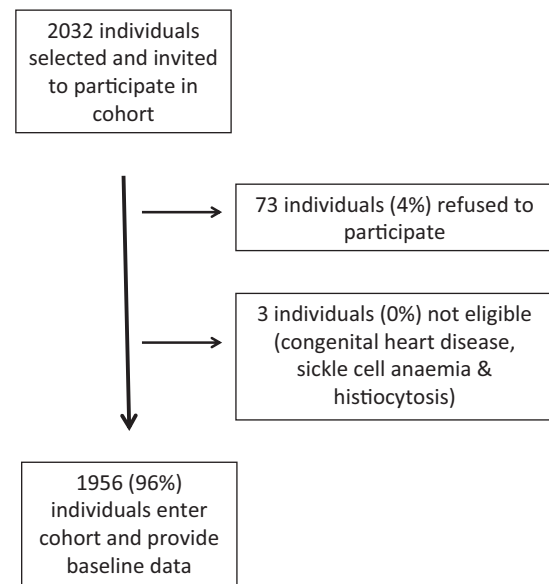 2032 individuals
selected and invited
to participate in
cohort
73 individuals (4%) refused to
participate
3 individuals (0%) not eligible
(congenital heart disease,
sickle cell anaemia &
histiocytosis)
1956 (96%)
individuals enter
cohort and provide
baseline data